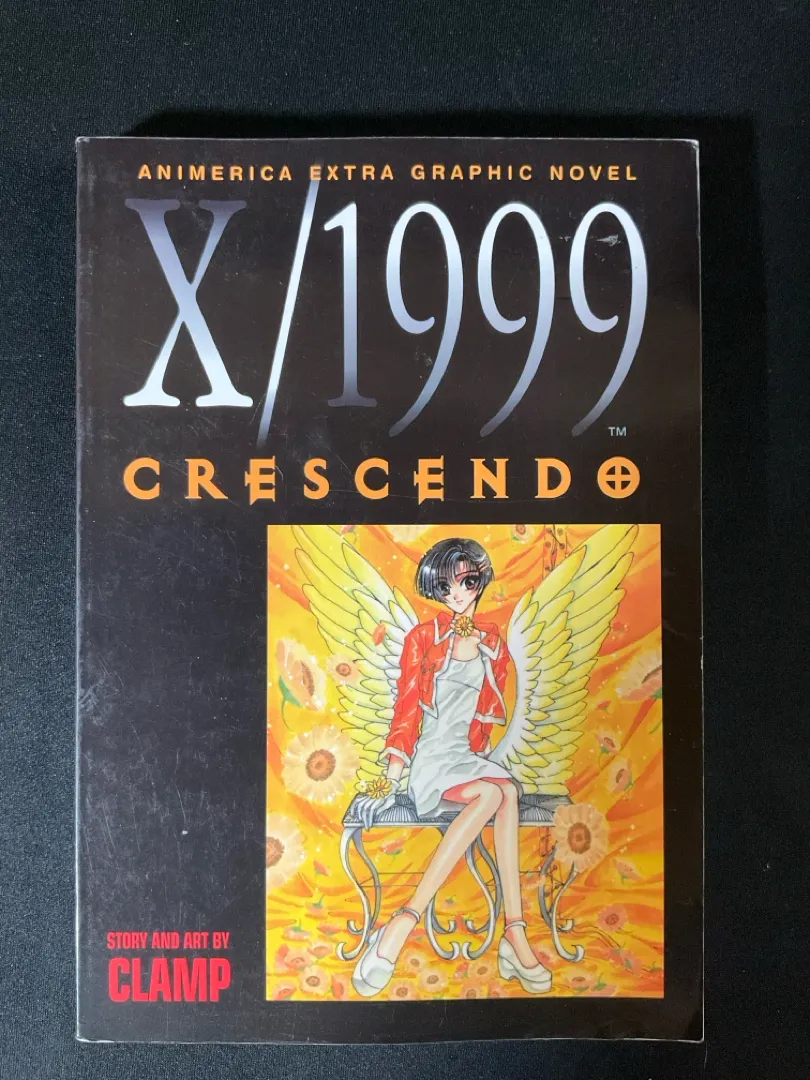 ANIMERICA EXTRA GRAPHIC NOVEL
X/1999
TM
CRESCENDO
STORY AND ART BY
CLAMP